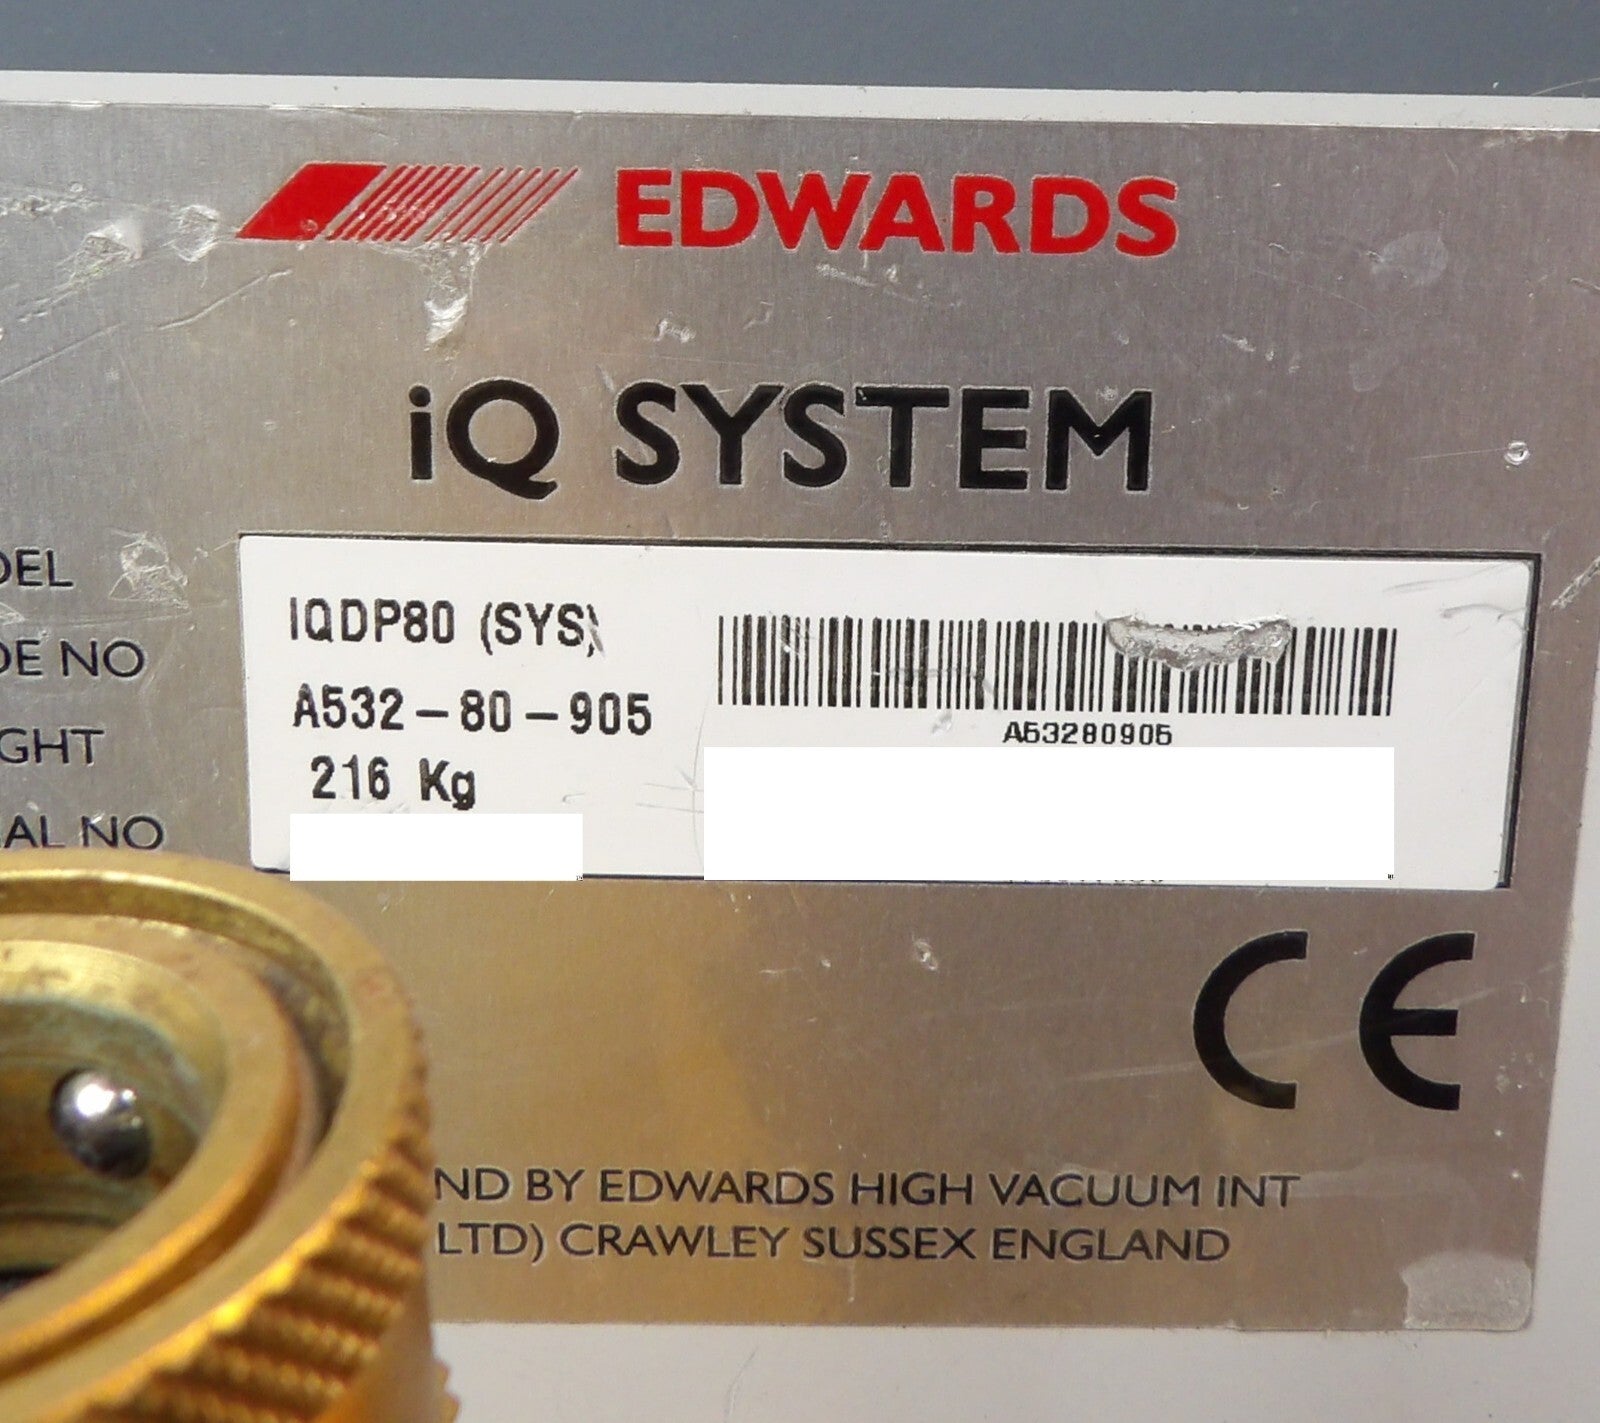 EDWARDS
iQ SYSTEM
DEL IQDP80 (SYS)
DE NO A532-80-905
A53280905
GHT 216 Kg
AL NO
CE
ND BY EDWARDS HIGH VACUUM INT
LTD) CRAWLEY SUSSEX ENGLAND